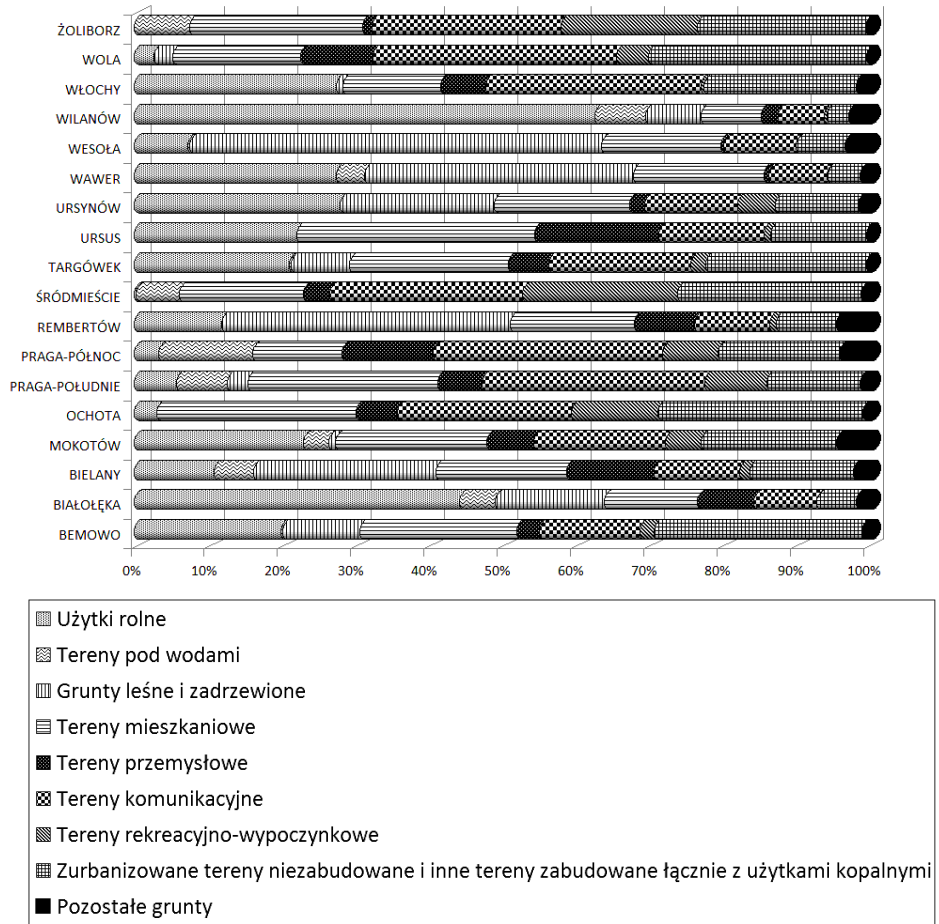 ŻOLIBORZ
WOLA
WŁOCHY
WILANÓW
WESOŁA
WAWER
URSYNÓW
URSUS
TARGÓWEK
ŚRÓDMIEŚCIE
REMBERTÓW
PRAGA-PÓŁNOC
PRAGA-POŁUDNIE
OCHOTA
MOKOTÓW
BIELANY
BIAŁOŁĘKA
BEMOWO
0% 10% 20% 30% 40% 50% 60% 70% 80% 90% 100%
Użytki rolne
Tereny pod wodami
Grunty leśne i zadrzewione
Tereny mieszkaniowe
Tereny przemysłowe
Tereny komunikacyjne
Tereny rekreacyjno-wypoczynkowe
Zurbanizowane tereny niezabudowane i inne tereny zabudowane łącznie z użytkami kopalnymi
Pozostałe grunty